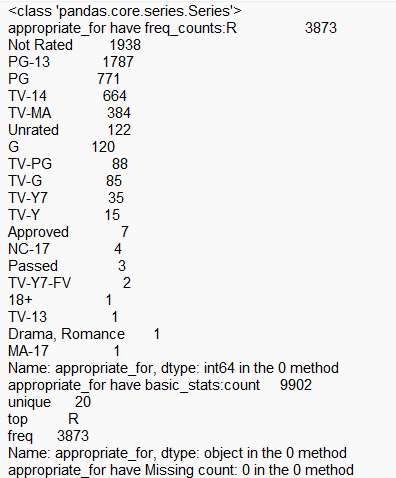 <class 'pandas.core.series.Series'>
appropriate_for have freq_counts:R 3873
Not Rated 1938
PG-13 1787
PG 771
TV-14 664
TV-MA 384
Unrated 122
G 120
TV-PG 88
TV-G 85
TV-Y7 35
TV-Y 15
Approved 7
NC-17 4
Passed 3
TV-Y7-FV 2
18+ 1
TV-13 1
Drama, Romance 1
MA-17 1
Name: appropriate_for, dtype: int64 in the 0 method
appropriate_for have basic_stats:count 9902
unique 20
top R
freq 3873
Name: appropriate_for, dtype: object in the 0 method
appropriate_for have Missing count: 0 in the 0 method